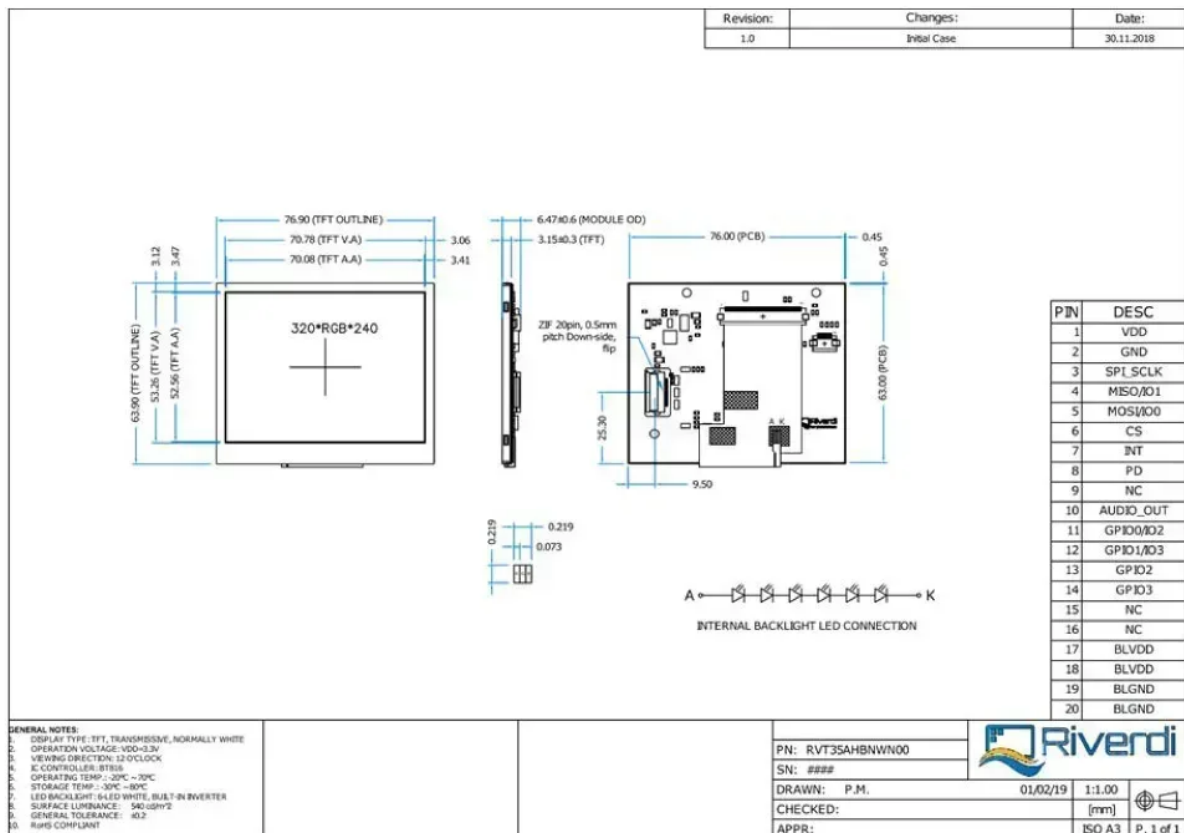 Revision: Changes: Date:
1.0 Initial Case 30.11.2018
76.90 (TFT OUTLINE)
70.78 (TFT V.A)
70.08 (TFT A.A)
3.06
3.41
3.12
3.47
63.90 (TFT OUTLINE)
53.26 (TFT V.A)
52.56 (TFT A.A)
320*RGB*240
6.47±0.6 (MODULE OD)
3.15±0.3 (TFT)
76.00 (PCB)
0.45
0.45
ZIF 20pin, 0.5mm
pitch Down-side,
flip
63.00 (PCB)
25.30
9.50
A K
Riverdi
0.219
0.219
0.073
A K
INTERNAL BACKLIGHT LED CONNECTION
PIN DESC
1 VDD
2 GND
3 SPI_SCLK
4 MISO/IO1
5 MOSI/IO0
6 CS
7 INT
8 PD
9 NC
10 AUDIO_OUT
11 GPIO0/IO2
12 GPIO1/IO3
13 GPIO2
14 GPIO3
15 NC
16 NC
17 BLVDD
18 BLVDD
19 BLGND
20 BLGND
GENERAL NOTES:
1. DISPLAY TYPE: TFT, TRANSMISSIVE, NORMALLY WHITE
2. OPERATION VOLTAGE: VDD=3.3V
3. VIEWING DIRECTION: 12 O'CLOCK
4. IC CONTROLLER: BT816
5. OPERATING TEMP.: -20°C ~ 70°C
6. STORAGE TEMP.: -30°C ~ 80°C
7. LED BACKLIGHT: 6-LED WHITE, BUILT-IN INVERTER
8. SURFACE LUMINANCE: 540 cd/m^2
9. GENERAL TOLERANCE: ±0.2
10. RoHS COMPLIANT
PN: RVT35AHBNWN00
SN: ####
DRAWN: P.M. 01/02/19 1:1.00
CHECKED: [mm]
APPR: ISO A3 P. 1 of 1
Riverdi